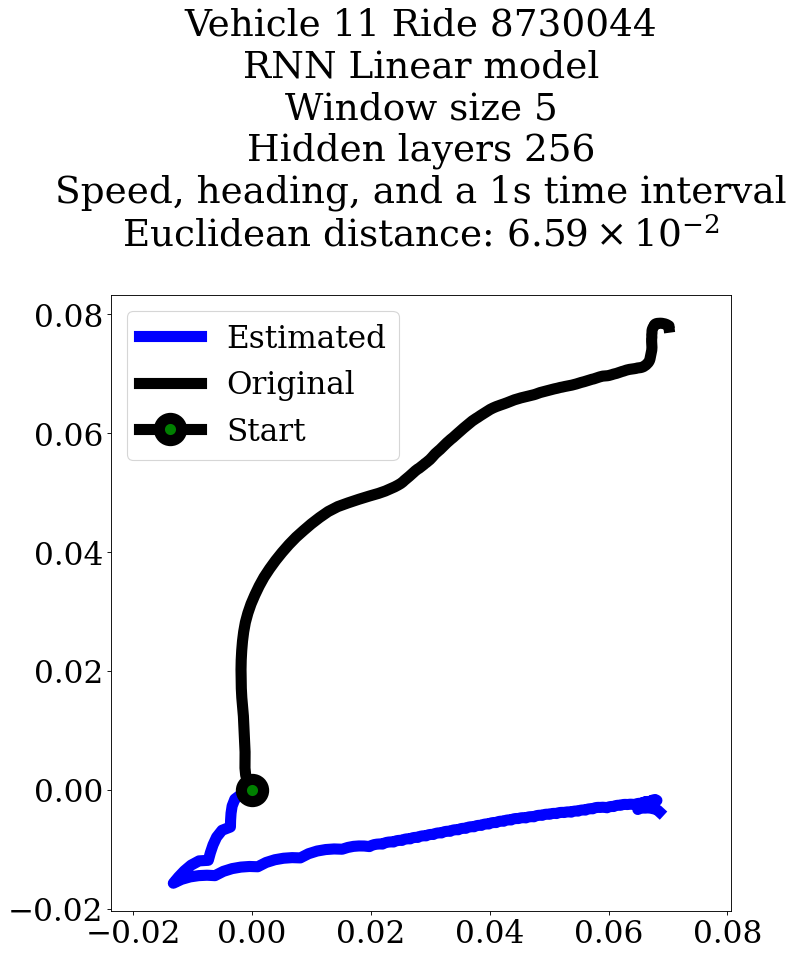 Vehicle 11 Ride 8730044
RNN Linear model
Window size 5
Hidden layers 256
Speed, heading, and a 1s time interval
Euclidean distance: 6.59 × 10⁻²
Estimated
Original
Start
0.08
0.06
0.04
0.02
0.00
−0.02
−0.02 0.00 0.02 0.04 0.06 0.08